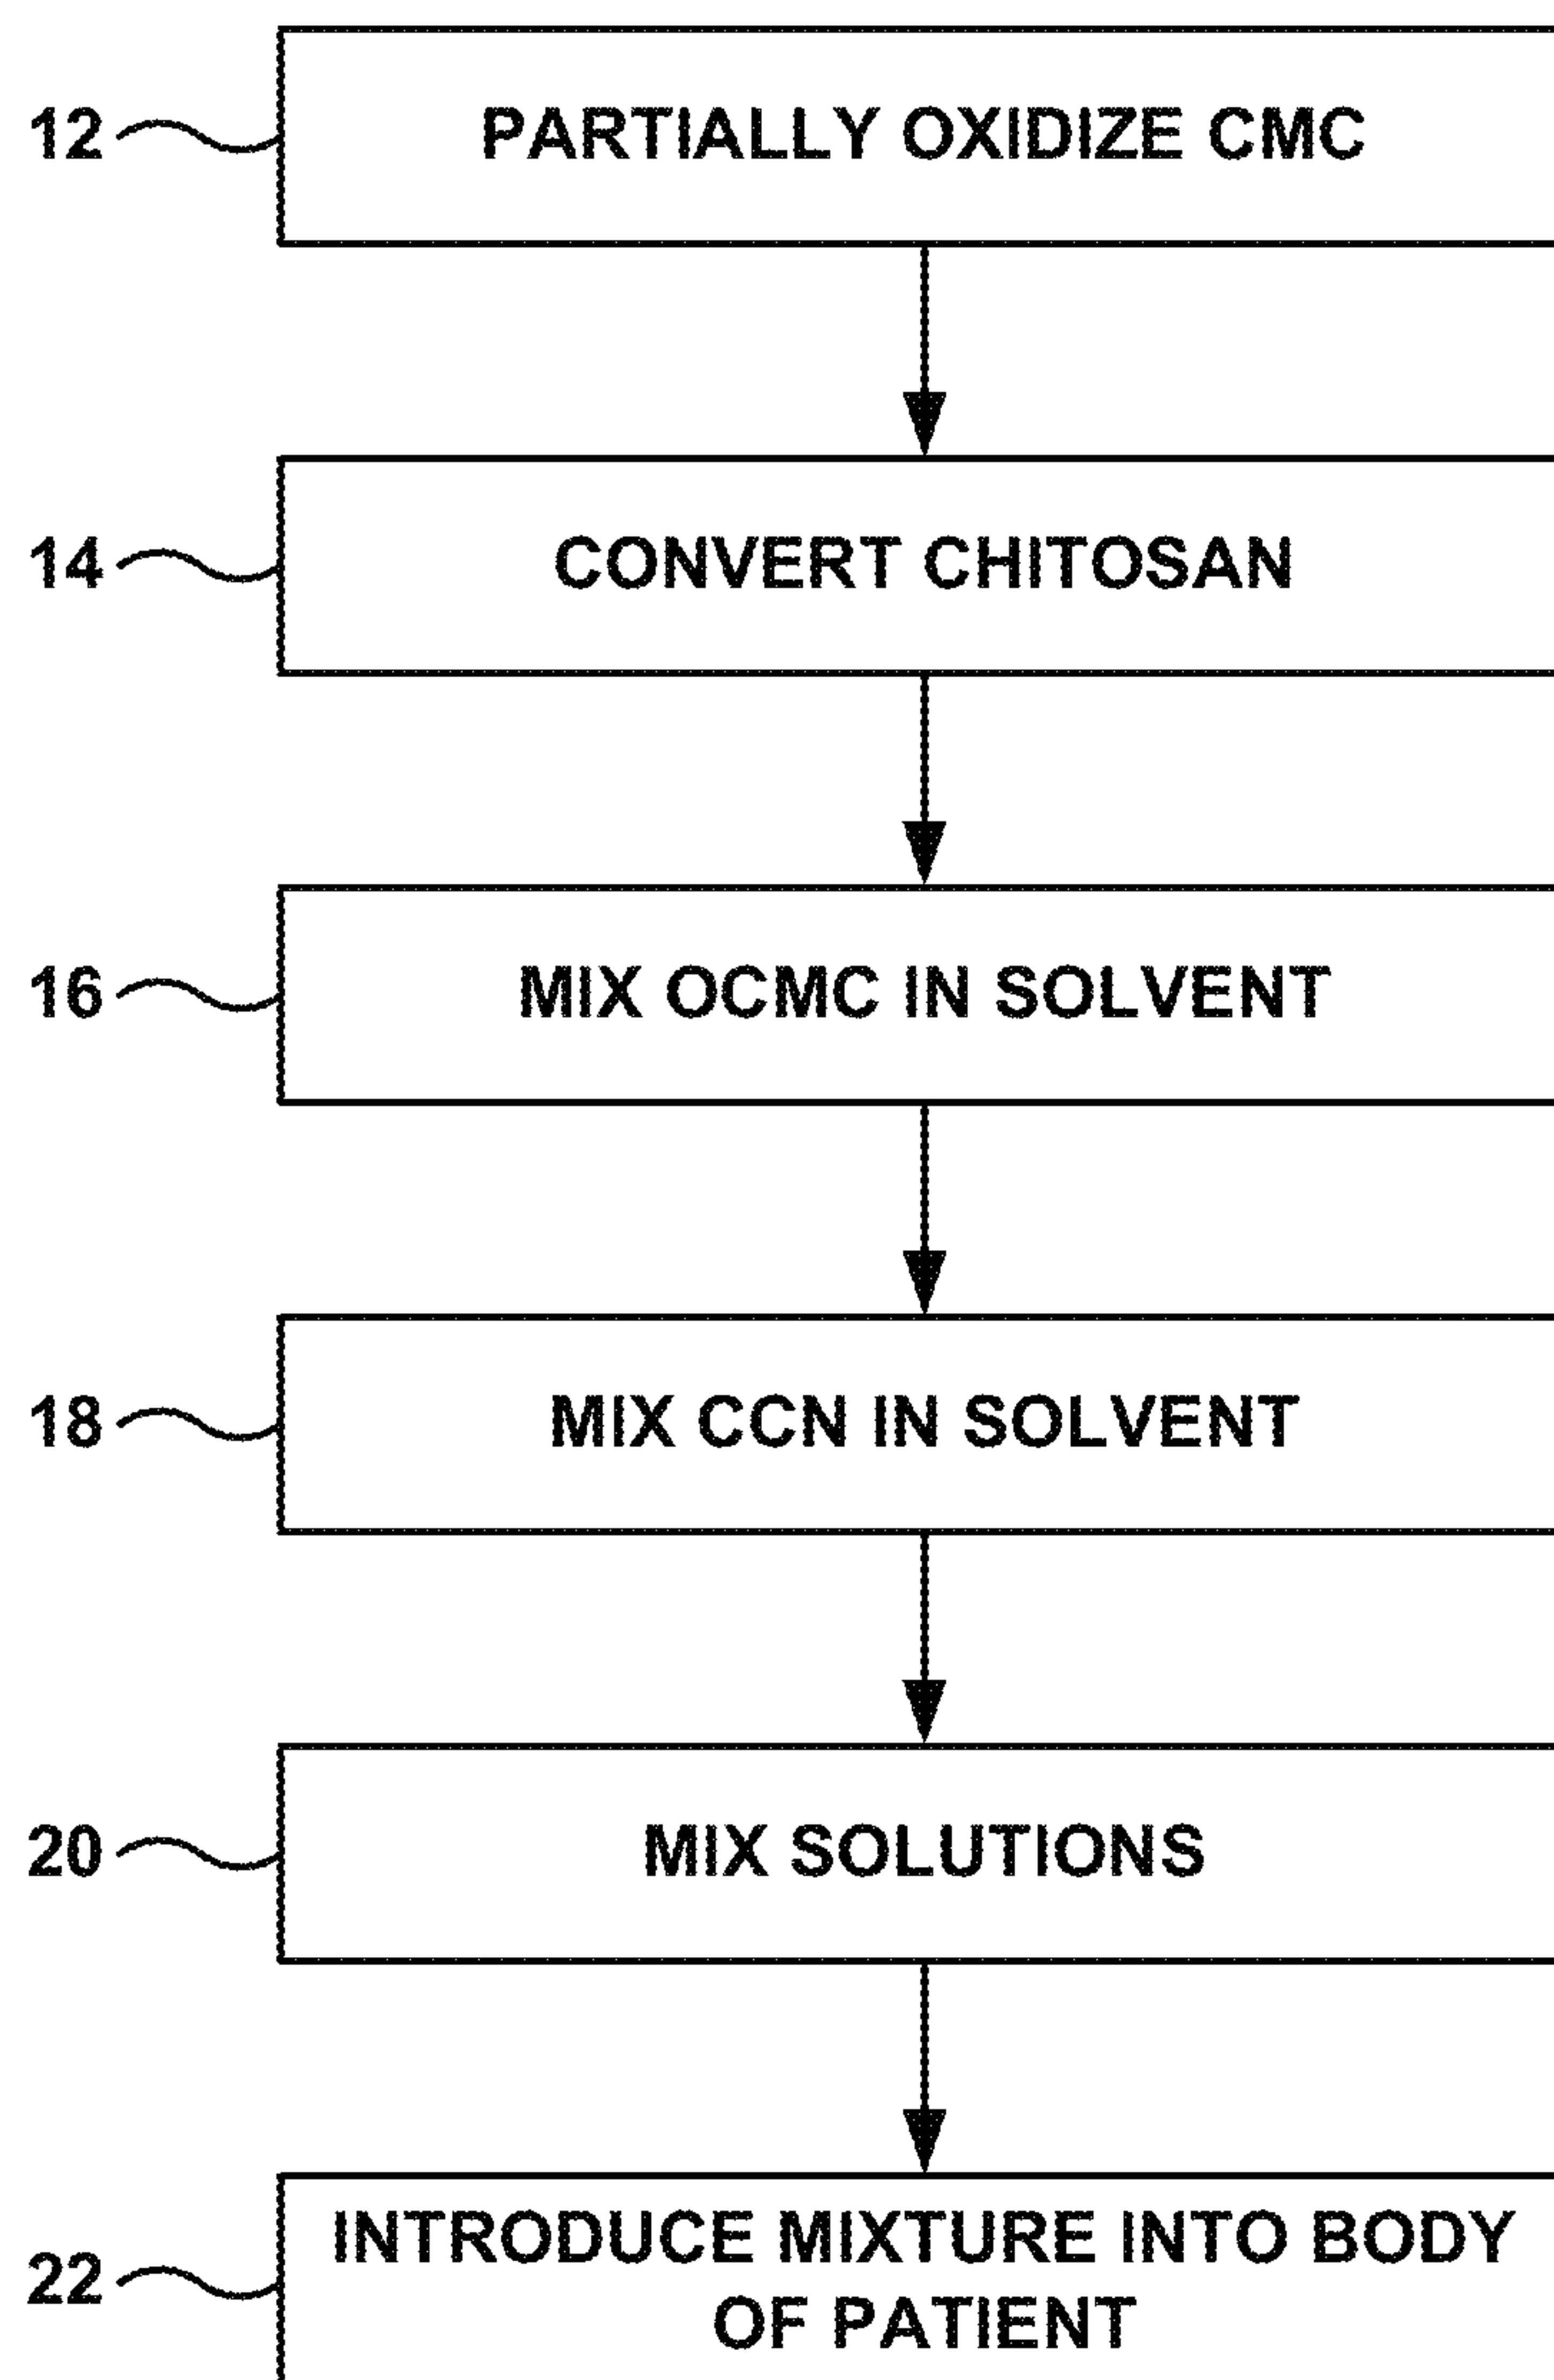 12 PARTIALLY OXIDIZE CMC
14 CONVERT CHITOSAN
16 MIX OCMC IN SOLVENT
18 MIX CCN IN SOLVENT
20 MIX SOLUTIONS
22 INTRODUCE MIXTURE INTO BODY
OF PATIENT